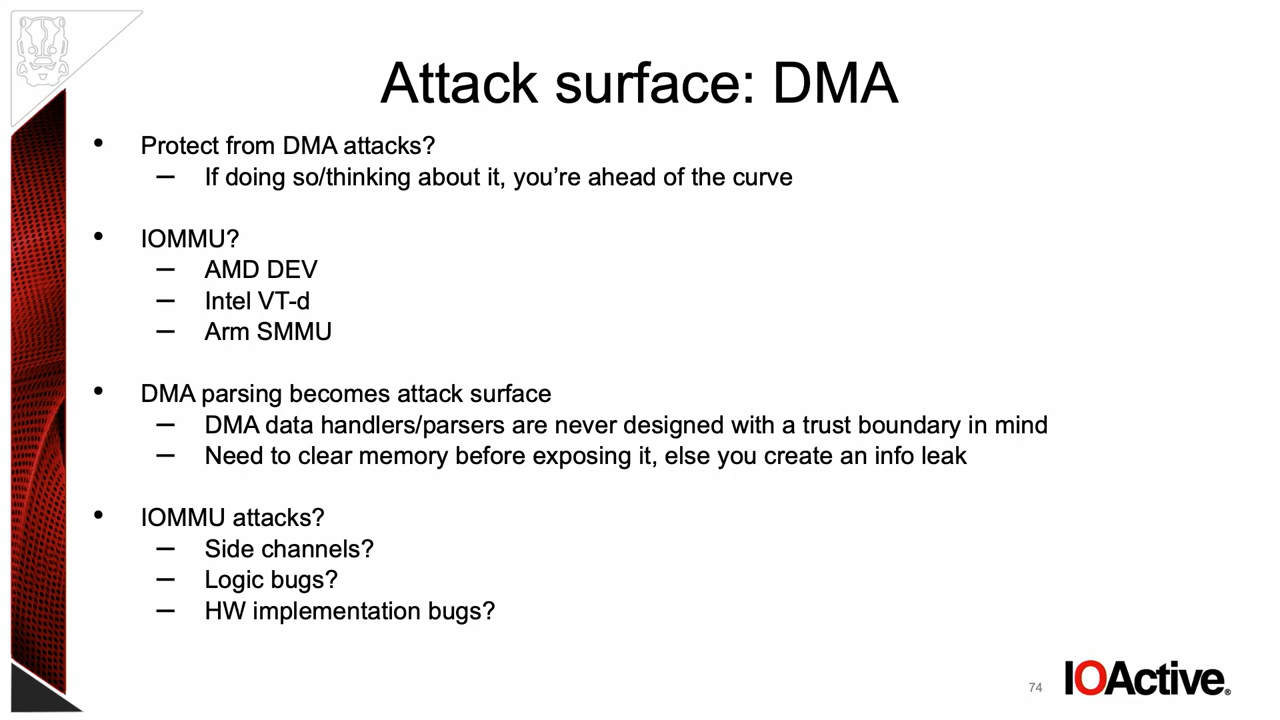 Attack surface: DMA
• Protect from DMA attacks?
– If doing so/thinking about it, you’re ahead of the curve
• IOMMU?
– AMD DEV
– Intel VT-d
– Arm SMMU
• DMA parsing becomes attack surface
– DMA data handlers/parsers are never designed with a trust boundary in mind
– Need to clear memory before exposing it, else you create an info leak
• IOMMU attacks?
– Side channels?
– Logic bugs?
– HW implementation bugs?
74
IOActive®